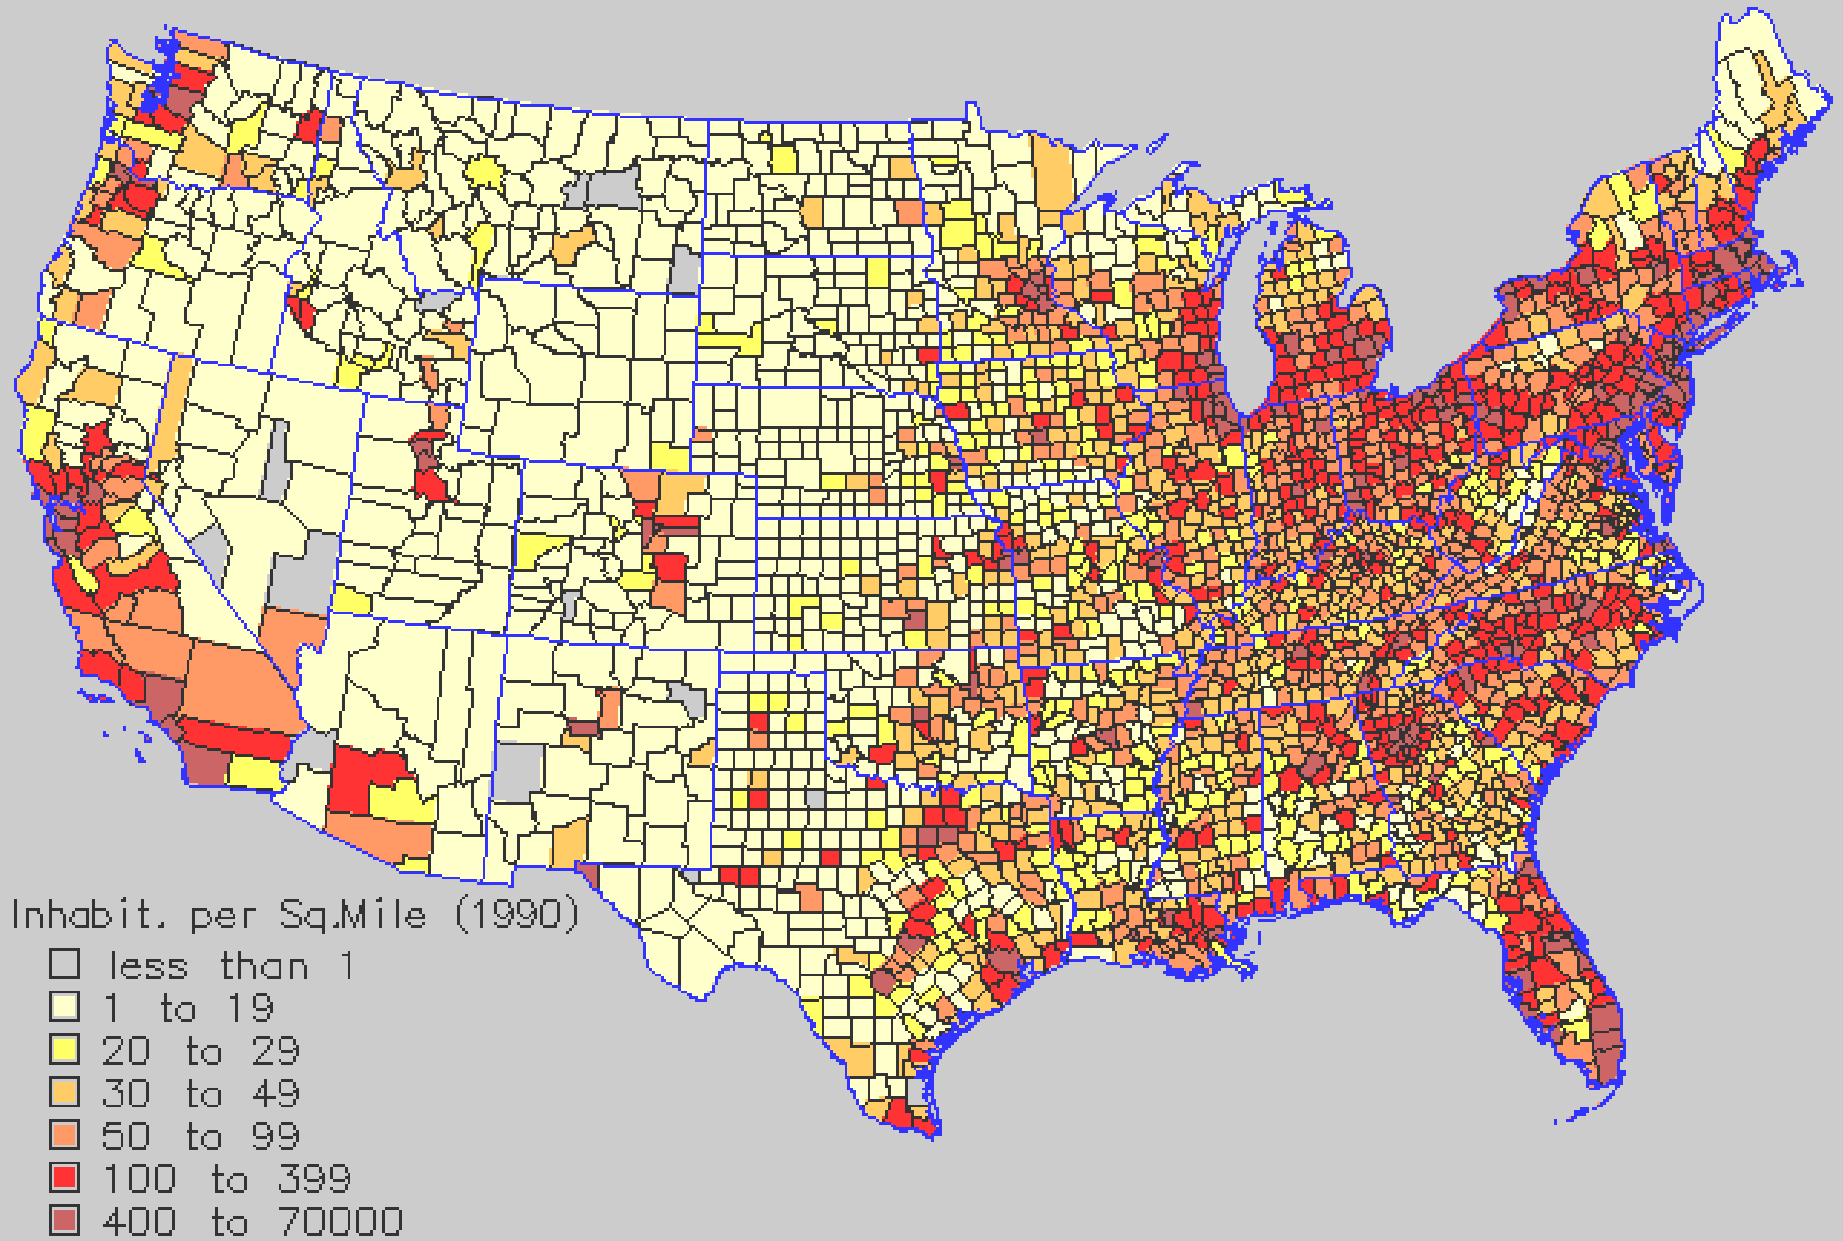 Inhabit. per Sq.Mile (1990)
less than 1
1 to 19
20 to 29
30 to 49
50 to 99
100 to 399
400 to 70000